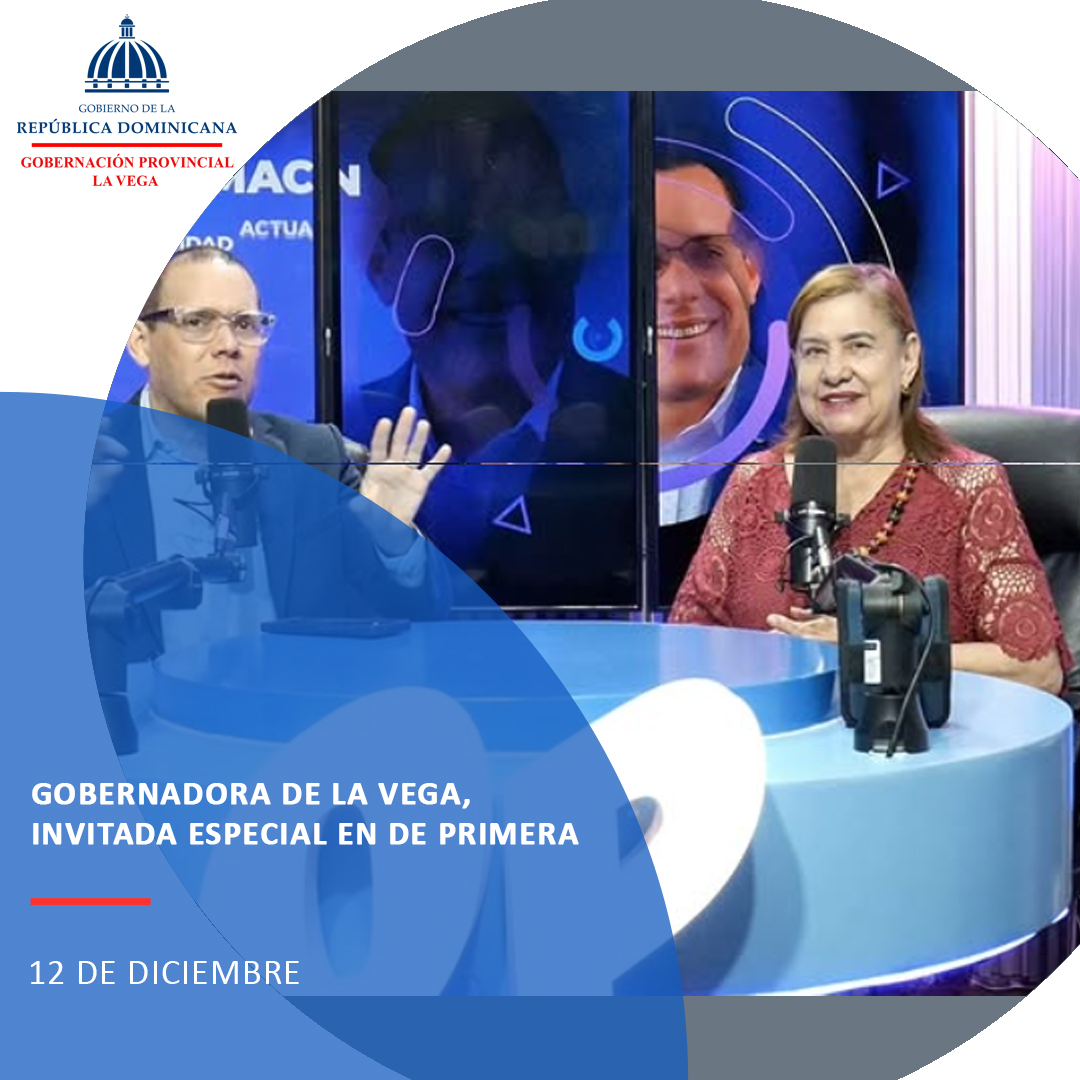 GOBIERNO DE LA
REPÚBLICA DOMINICANA
GOBERNACIÓN PROVINCIAL
LA VEGA
ACTUA
GOBERNADORA DE LA VEGA,
INVITADA ESPECIAL EN DE PRIMERA
12 DE DICIEMBRE